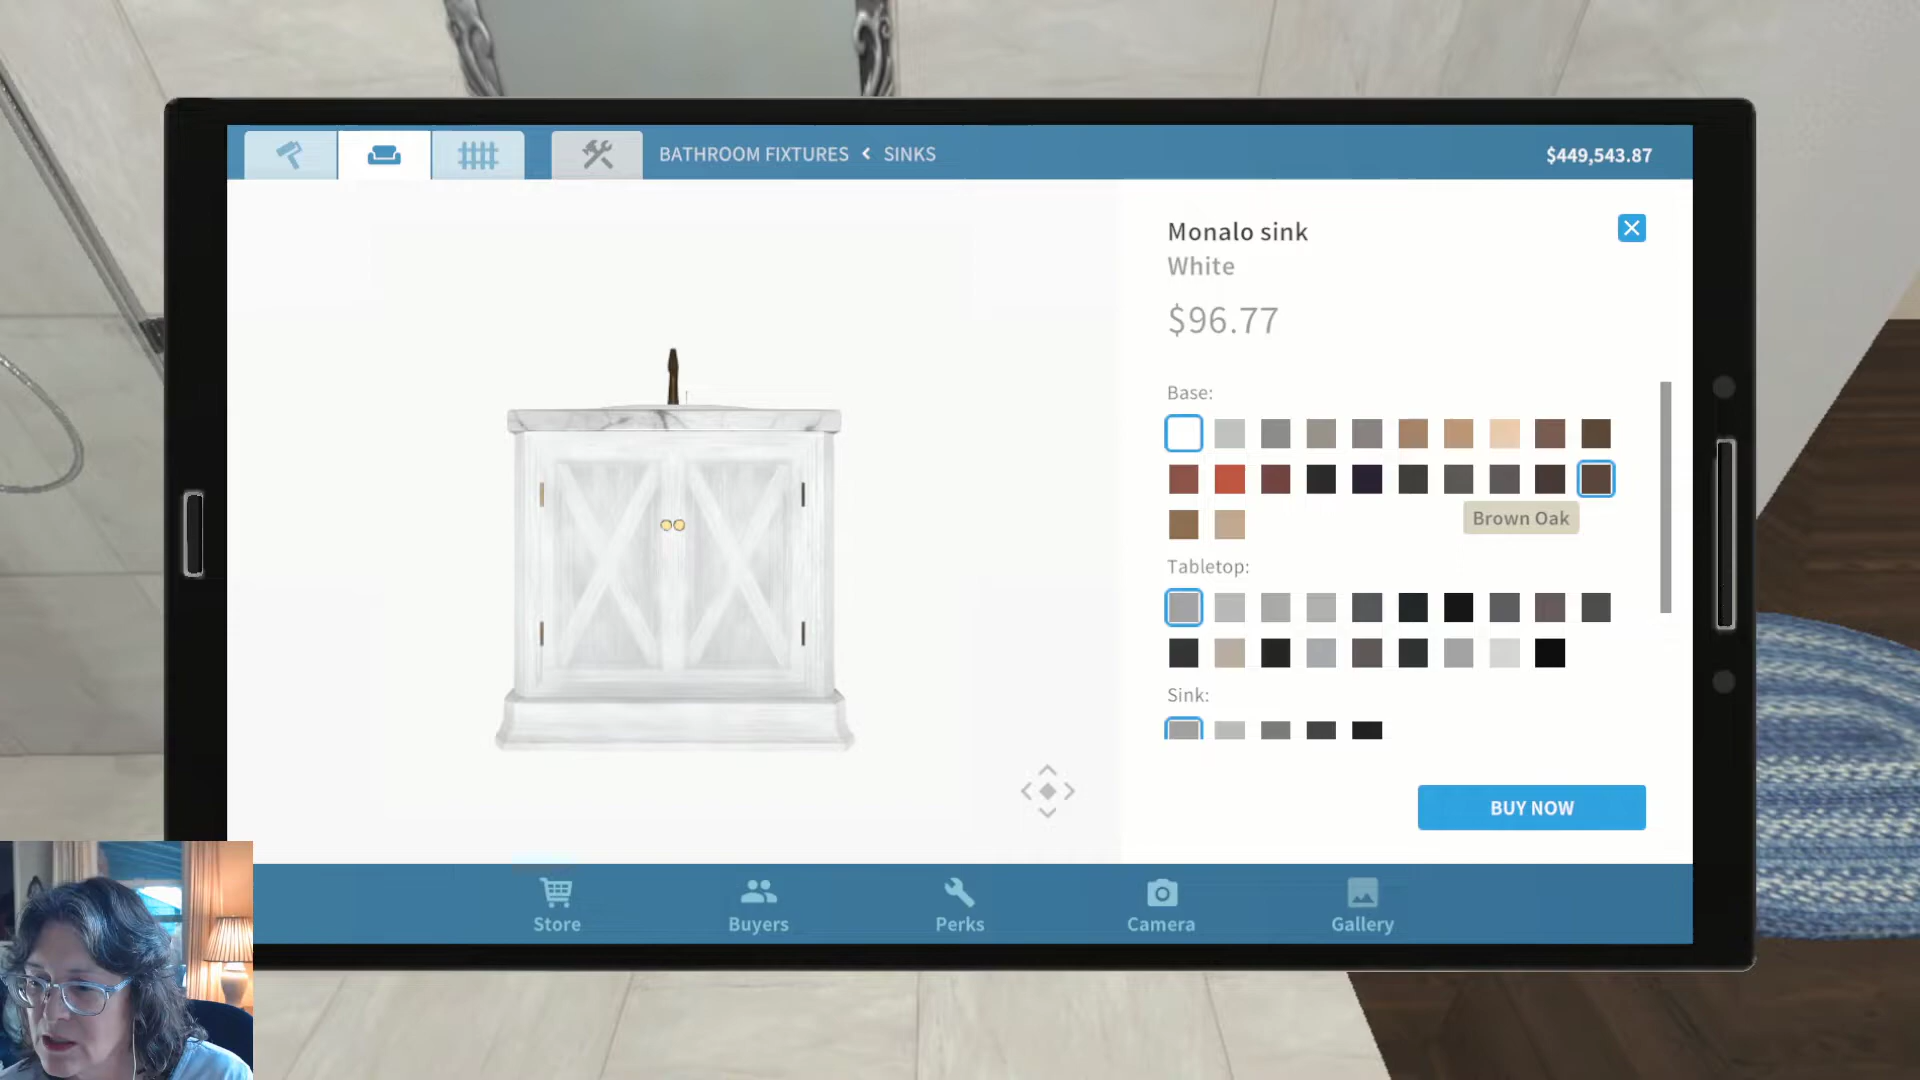 BATHROOM FIXTURES < SINKS
$449,543.87
Monalo sink
White
$96.77
Base:
Brown Oak
Tabletop:
Sink:
BUY NOW
Store
Buyers
Perks
Camera
Gallery